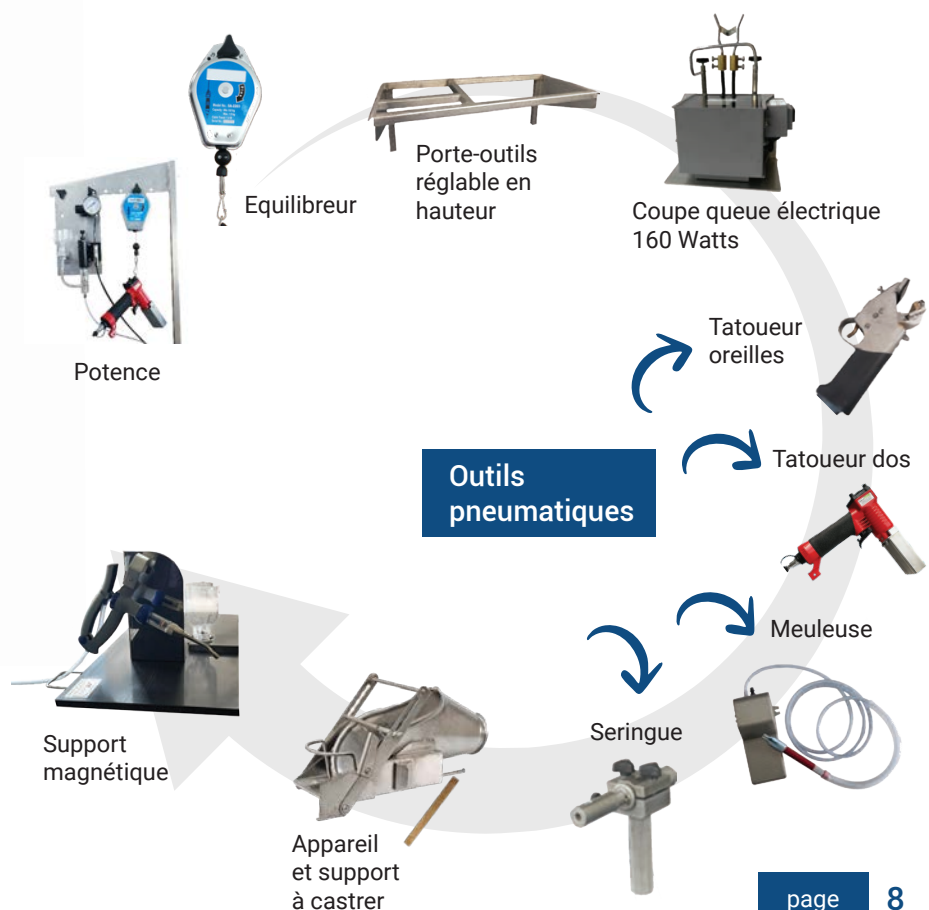 Equilibreur
Porte-outils
réglable en
hauteur
Coupe queue électrique
160 Watts
Potence
Tatoueur
oreilles
Outils
pneumatiques
Tatoueur dos
Meuleuse
Seringue
Support
magnétique
Appareil
et support
à castrer
page 8